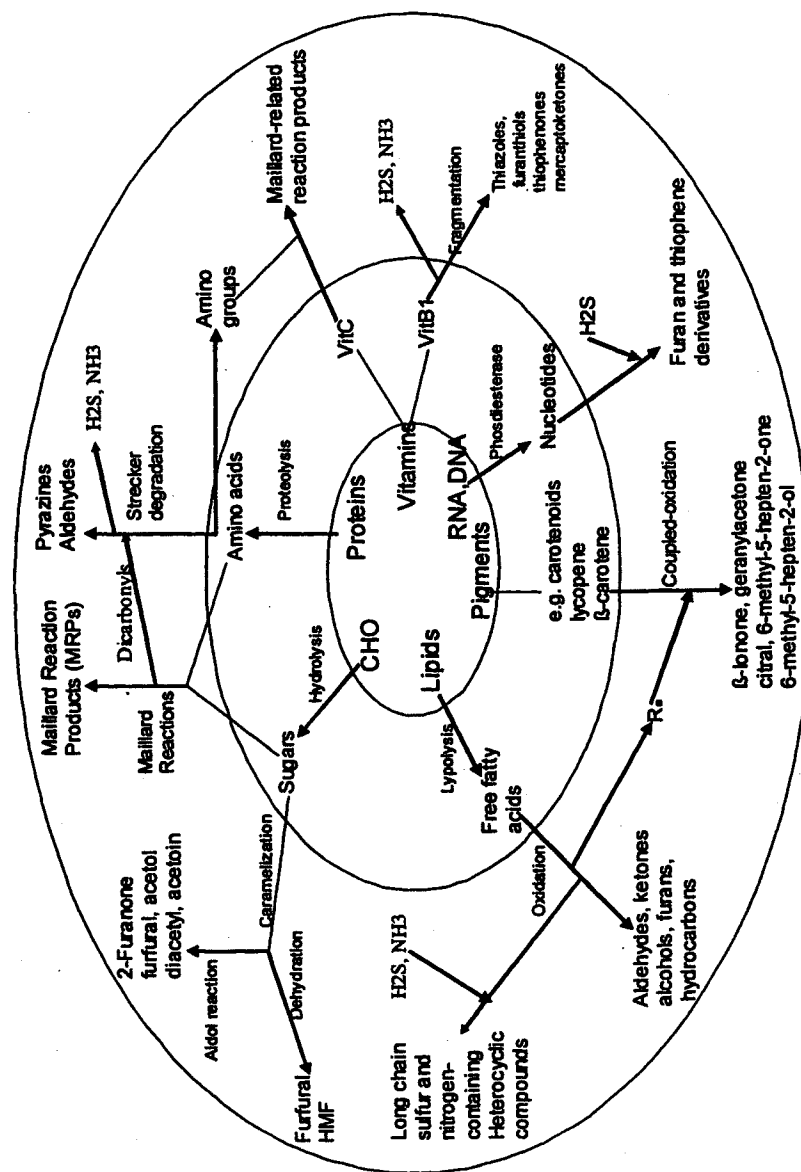 Maillard Reaction
Products (MRPs)
Pyrazines
Aldehydes
H2S, NH3
Dicarbonyls
Strecker
degradation
Maillard
Reactions
Amino
groups
Maillard-related
reaction products
2-Furanone
furfural, acetol
diacetyl, acetoin
Aldol reaction
Caramelization
Dehydration
Furfural
HMF
Sugars
Hydrolysis
CHO
Amino acids
Proteolysis
Proteins
VitC
Vitamins
VitB1
H2S, NH3
Fragmentation
Thiazoles,
furanthiols
thiophenones
mercaptoketones
RNA,DNA
Phosdiesterase
Nucleotides
H2S
Furan and thiophene
derivatives
Pigments
e.g. carotenoids
lycopene
ß-carotene
Coupled-oxidation
ß-Ionone, geranylacetone
citral, 6-methyl-5-hepten-2-one
6-methyl-5-hepten-2-ol
Lipids
Lypolysis
Free fatty
acids
Oxidation
R•
H2S, NH3
Long chain
sulfur and
nitrogen-
containing
Heterocyclic
compounds
Aldehydes, ketones
alcohols, furans,
hydrocarbons